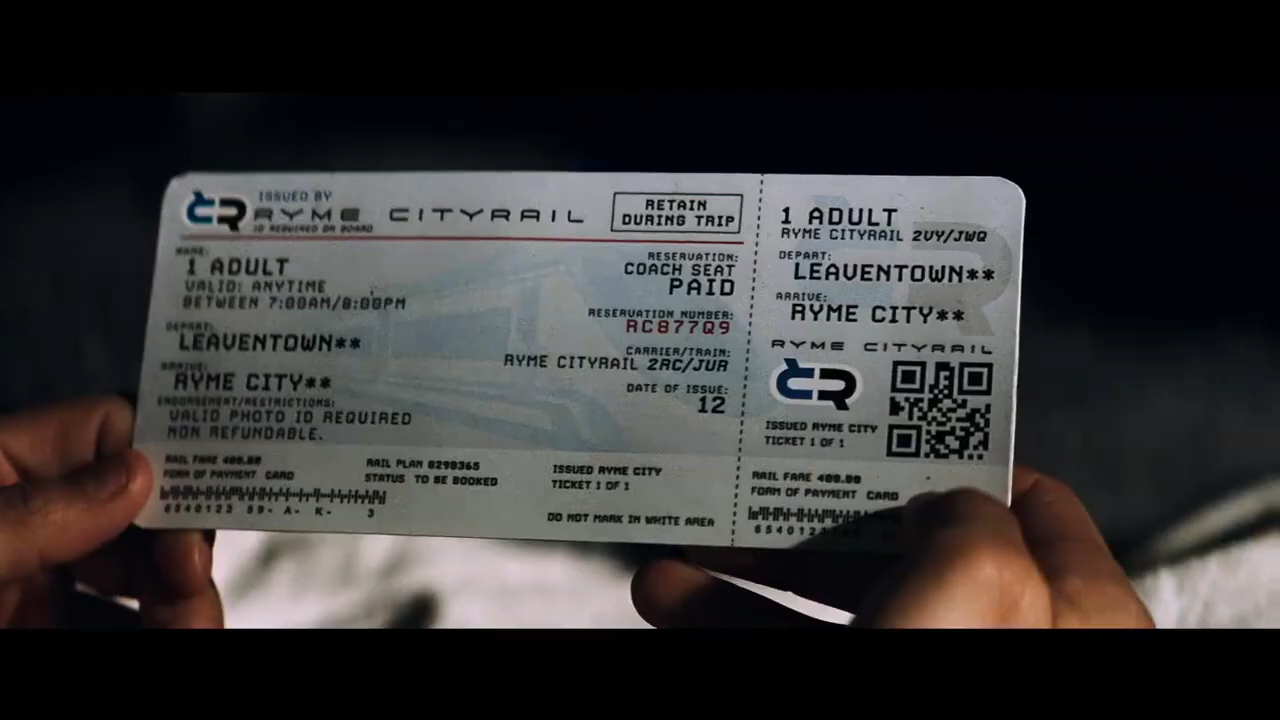 ISSUED BY
RYME CITYRAIL
ID REQUIRED ON BOARD
RETAIN
DURING TRIP
NAME:
1 ADULT
VALID: ANYTIME
BETWEEN 7:00AM/8:00PM
DEPART:
LEAVENTOWN**
ARRIVE:
RYME CITY**
ENDORSEMENT/RESTRICTIONS:
VALID PHOTO ID REQUIRED
NON REFUNDABLE.
RESERVATION:
COACH SEAT
PAID
RESERVATION NUMBER:
RC877Q9
CARRIER/TRAIN:
RYME CITYRAIL 2RC/JUR
DATE OF ISSUE:
12
RAIL FARE 400.00
FORM OF PAYMENT CARD
6540123 89- A- K- 3
RAIL PLAN 8298365
STATUS TO BE BOOKED
ISSUED RYME CITY
TICKET 1 OF 1
DO NOT MARK IN WHITE AREA
1 ADULT
RYME CITYRAIL 2UY/JWQ
DEPART:
LEAVENTOWN**
ARRIVE:
RYME CITY**
RYME CITYRAIL
CR
ISSUED RYME CITY
TICKET 1 OF 1
RAIL FARE 400.00
FORM OF PAYMENT CARD